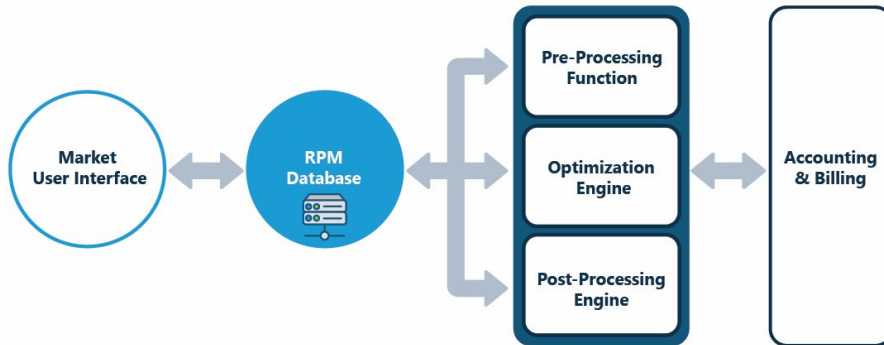 Market
User Interface
RPM
Database
Pre-Processing
Function
Optimization
Engine
Post-Processing
Engine
Accounting
& Billing